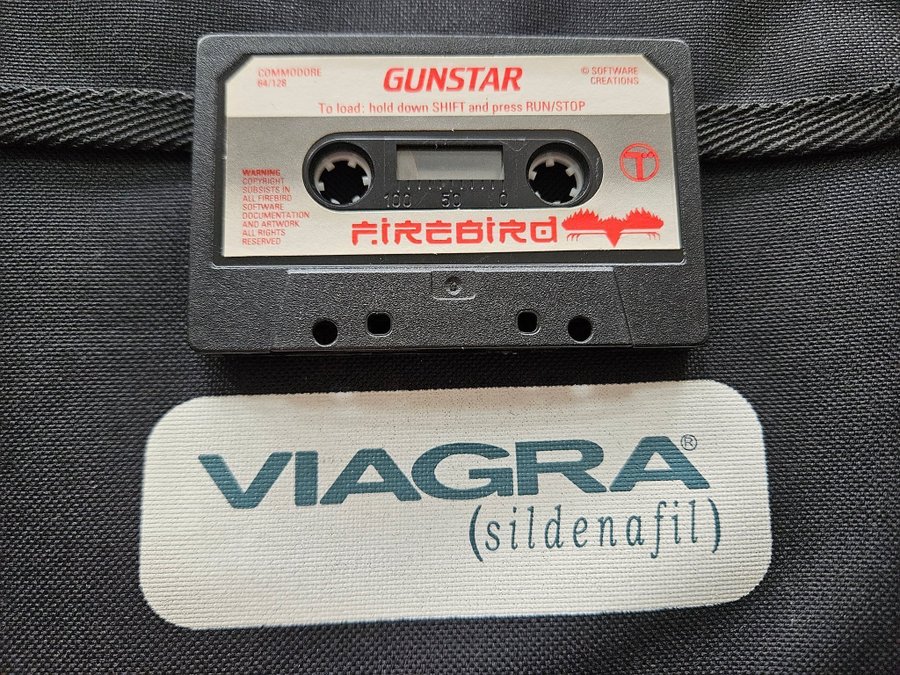 COMMODORE
64/128
GUNSTAR
© SOFTWARE
CREATIONS
To load: hold down SHIFT and press RUN/STOP
WARNING
COPYRIGHT
SUBSISTS IN
ALL FIREBIRD
SOFTWARE
DOCUMENTATION
AND ARTWORK
ALL RIGHTS
RESERVED
100 50 0
FIREBIRD
VIAGRA®
(sildenafil)